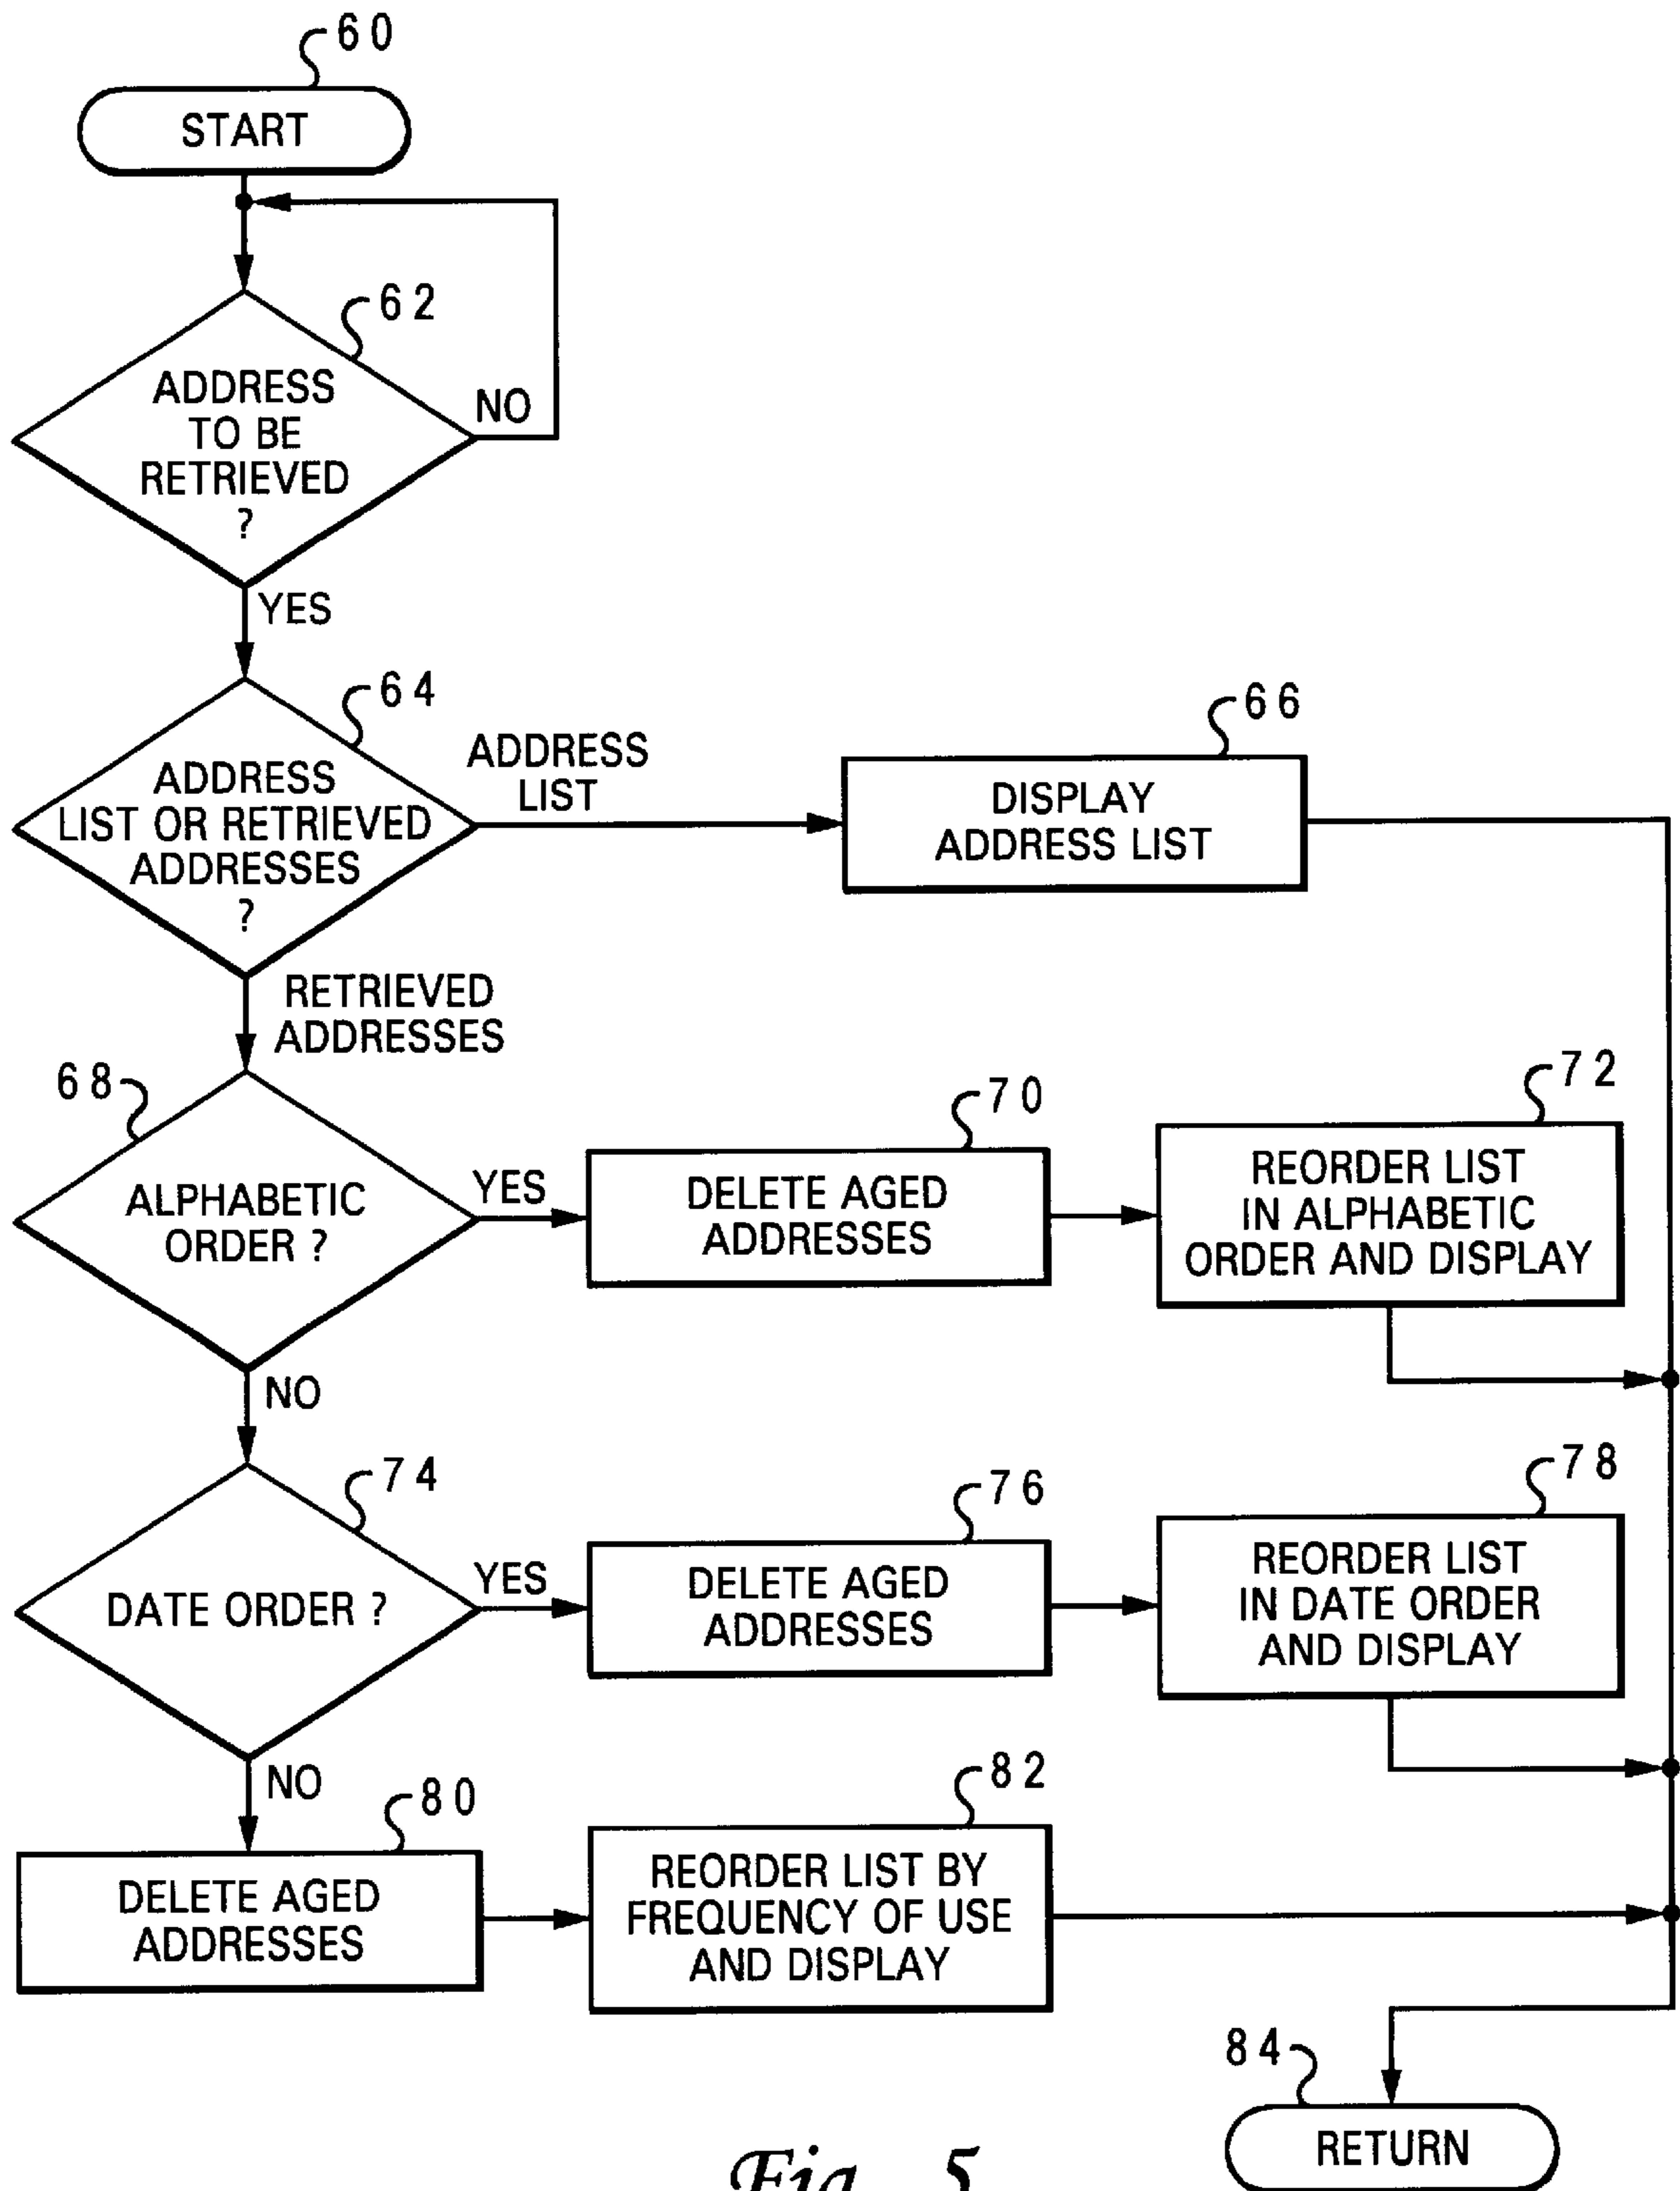 60
START
62
ADDRESS
TO BE
RETRIEVED
?
NO
YES
64
ADDRESS
LIST OR RETRIEVED
ADDRESSES
?
ADDRESS
LIST
66
DISPLAY
ADDRESS LIST
RETRIEVED
ADDRESSES
68
ALPHABETIC
ORDER ?
YES
70
DELETE AGED
ADDRESSES
72
REORDER LIST
IN ALPHABETIC
ORDER AND DISPLAY
NO
74
DATE ORDER ?
YES
76
DELETE AGED
ADDRESSES
78
REORDER LIST
IN DATE ORDER
AND DISPLAY
NO
80
DELETE AGED
ADDRESSES
82
REORDER LIST BY
FREQUENCY OF USE
AND DISPLAY
84
RETURN
Fig. 5